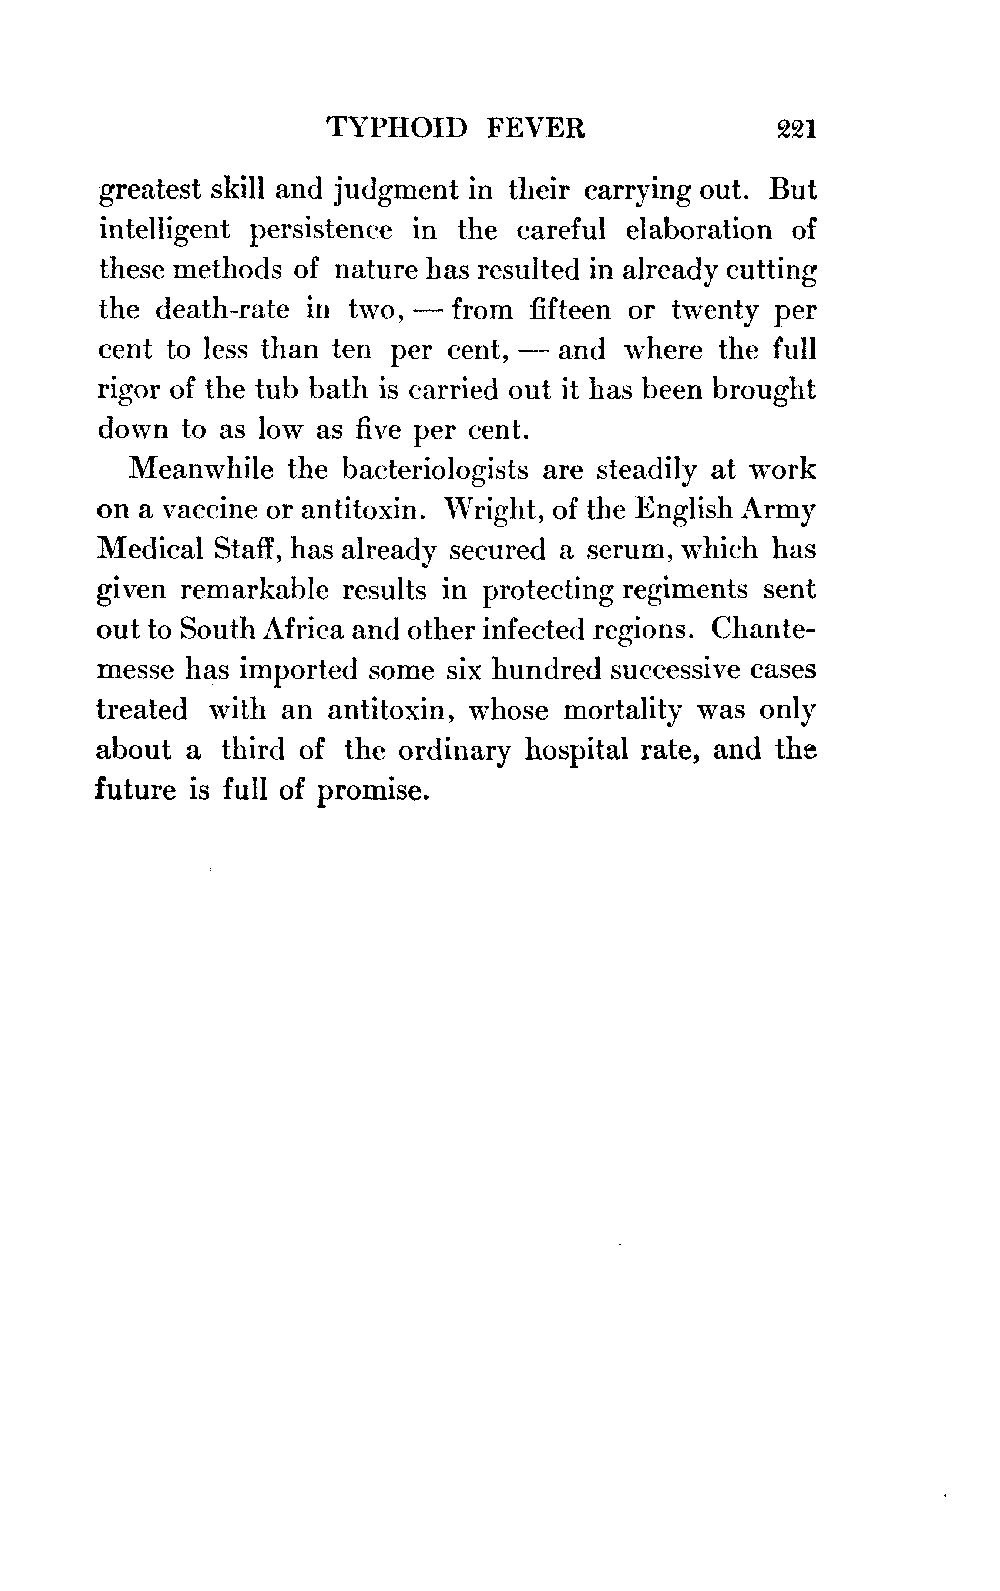 TYPHOID FEVER 221
greatest skill and judgment in their carrying out. But
intelligent persistence in the careful elaboration of
these methods of nature has resulted in already cutting
the death-rate in two, — from fifteen or twenty per
cent to less than ten per cent, — and where the full
rigor of the tub bath is carried out it has been brought
down to as low as five per cent.
Meanwhile the bacteriologists are steadily at work
on a vaccine or antitoxin. Wright, of the English Army
Medical Staff, has already secured a serum, which has
given remarkable results in protecting regiments sent
out to South Africa and other infected regions. Chante-
messe has imported some six hundred successive cases
treated with an antitoxin, whose mortality was only
about a third of the ordinary hospital rate, and the
future is full of promise.